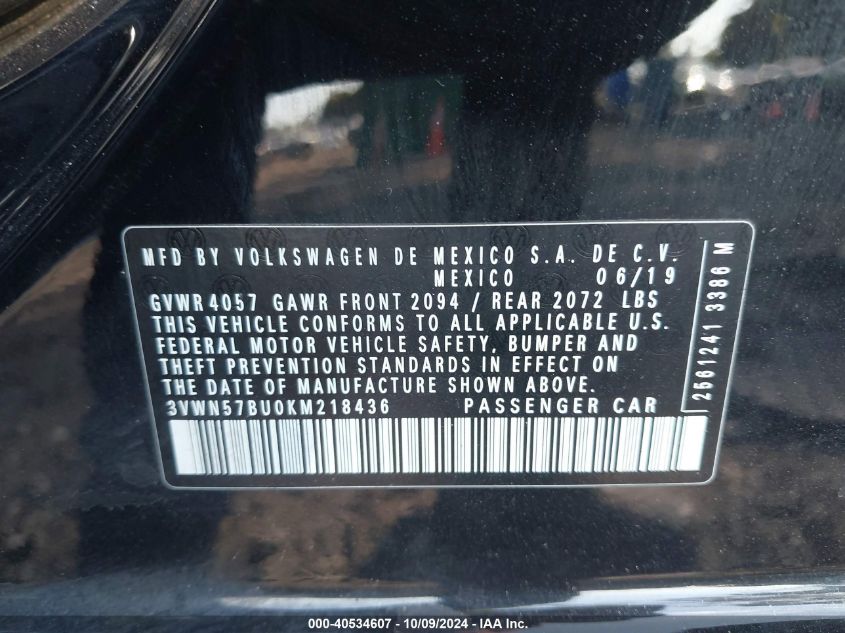 MFD BY VOLKSWAGEN DE MEXICO S.A. DE C.V.
MEXICO 06/19
GVWR 4057 GAWR FRONT 2094 / REAR 2072 LBS
THIS VEHICLE CONFORMS TO ALL APPLICABLE U.S.
FEDERAL MOTOR VEHICLE SAFETY, BUMPER AND
THEFT PREVENTION STANDARDS IN EFFECT ON
THE DATE OF MANUFACTURE SHOWN ABOVE.
3VWN57BU0KM218436 PASSENGER CAR
2561241 3386 M
000-40534607 - 10/09/2024 - IAA Inc.